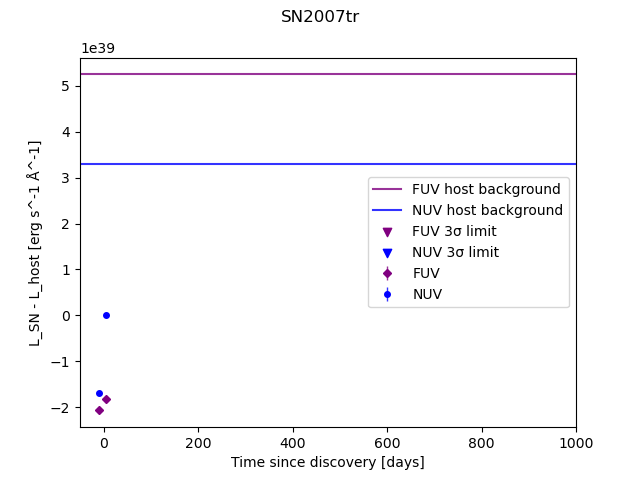 SN2007tr
1e39
5
4
3
2
1
0
−1
−2
L_SN - L_host [erg s^-1 Å^-1]
FUV host background
NUV host background
FUV 3σ limit
NUV 3σ limit
FUV
NUV
0 200 400 600 800 1000
Time since discovery [days]